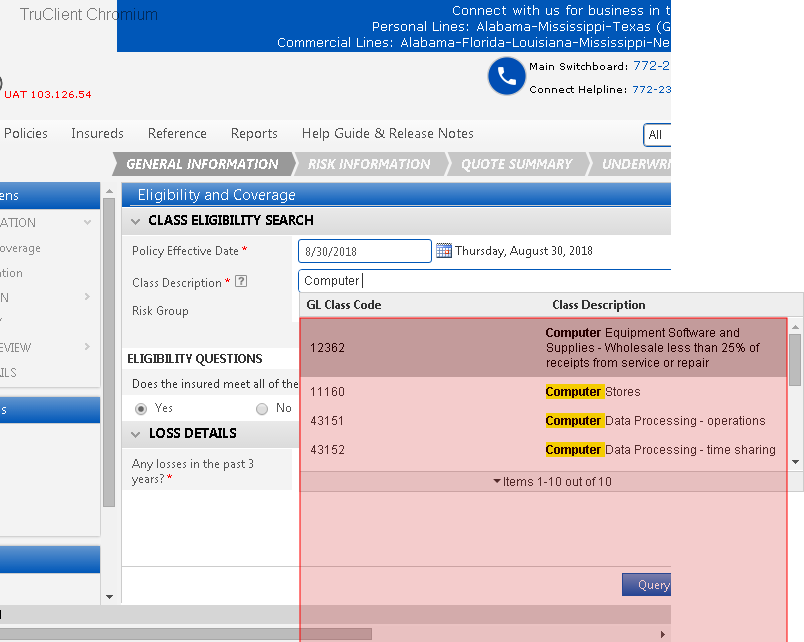 TruClient Chromium
Connect with us for business in t
Personal Lines: Alabama-Mississippi-Texas (G
Commercial Lines: Alabama-Florida-Louisiana-Mississippi-Ne
Main Switchboard: 772-2
UAT 103.126.54
Connect Helpline: 772-23
Policies Insureds Reference Reports Help Guide & Release Notes
All
GENERAL INFORMATION RISK INFORMATION QUOTE SUMMARY UNDERWRI
ens
Eligibility and Coverage
ATION
CLASS ELIGIBILITY SEARCH
overage
Policy Effective Date * 8/30/2018 Thursday, August 30, 2018
tion
Class Description * ? Computer
N
GL Class Code Class Description
Risk Group
EVIEW
12362
Computer Equipment Software and
Supplies - Wholesale less than 25% of
receipts from service or repair
ELIGIBILITY QUESTIONS
ILS
Does the insured meet all of the
11160 Computer Stores
s
Yes No
43151 Computer Data Processing - operations
LOSS DETAILS
43152 Computer Data Processing - time sharing
Any losses in the past 3
years? *
Items 1-10 out of 10
Query